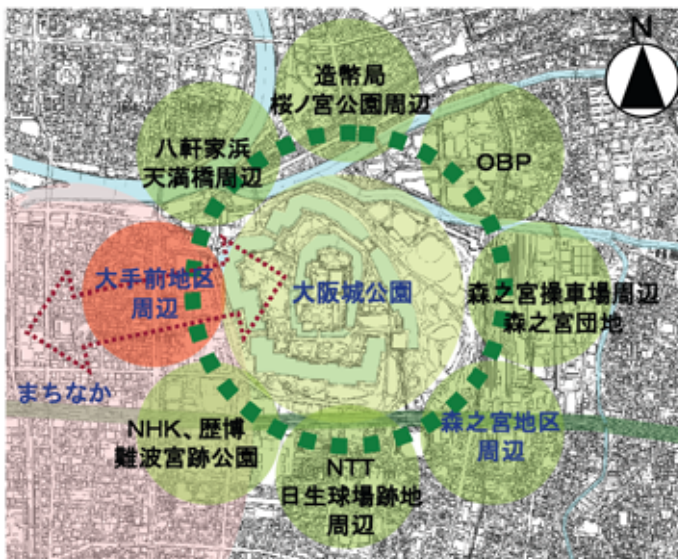 N
造幣局
桜ノ宮公園周辺
八軒家浜
天満橋周辺
OBP
大手前地区
周辺
大阪城公園
森之宮操車場周辺
森之宮団地
まちなか
NHK、歴博
難波宮跡公園
森之宮地区
周辺
NTT
日生球場跡地
周辺